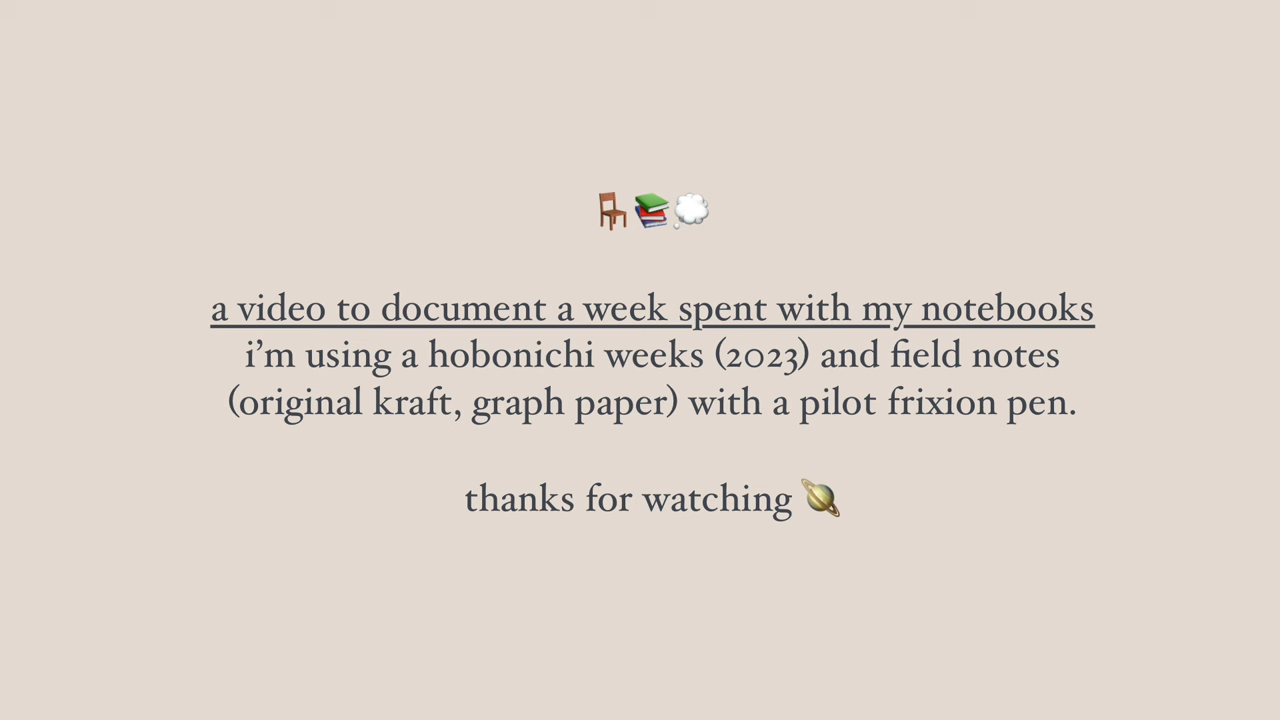 🪑📚💭
a video to document a week spent with my notebooks
i’m using a hobonichi weeks (2023) and field notes
(original kraft, graph paper) with a pilot frixion pen.
thanks for watching 🪐